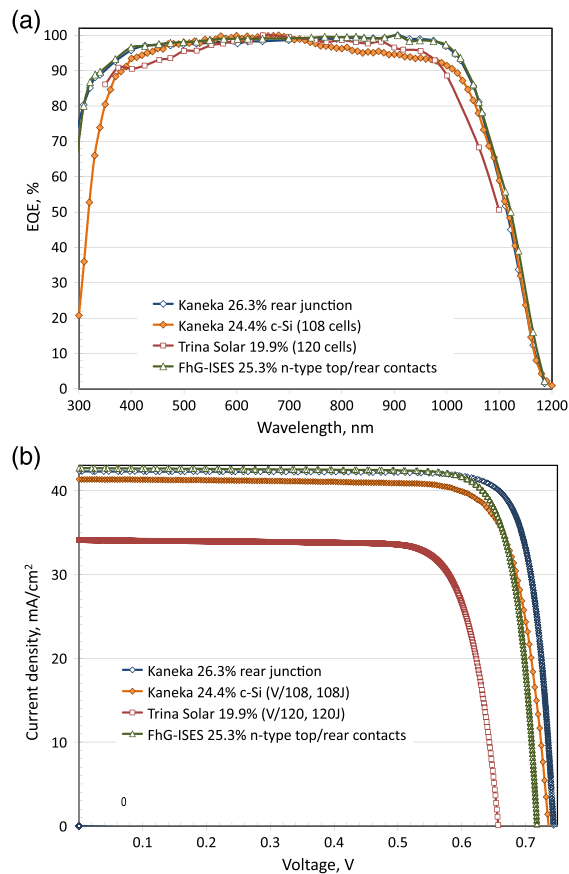 (a)
100
90
80
70
60
50
40
30
20
10
0
EQE, %
Kaneka 26.3% rear junction
Kaneka 24.4% c-Si (108 cells)
Trina Solar 19.9% (120 cells)
FhG-ISES 25.3% n-type top/rear contacts
300 400 500 600 700 800 900 1000 1100 1200
Wavelength, nm
(b)
40
30
20
10
0
Current density, mA/cm²
Kaneka 26.3% rear junction
Kaneka 24.4% c-Si (V/108, 108J)
Trina Solar 19.9% (V/120, 120J)
FhG-ISES 25.3% n-type top/rear contacts
0
0.1 0.2 0.3 0.4 0.5 0.6 0.7
Voltage, V